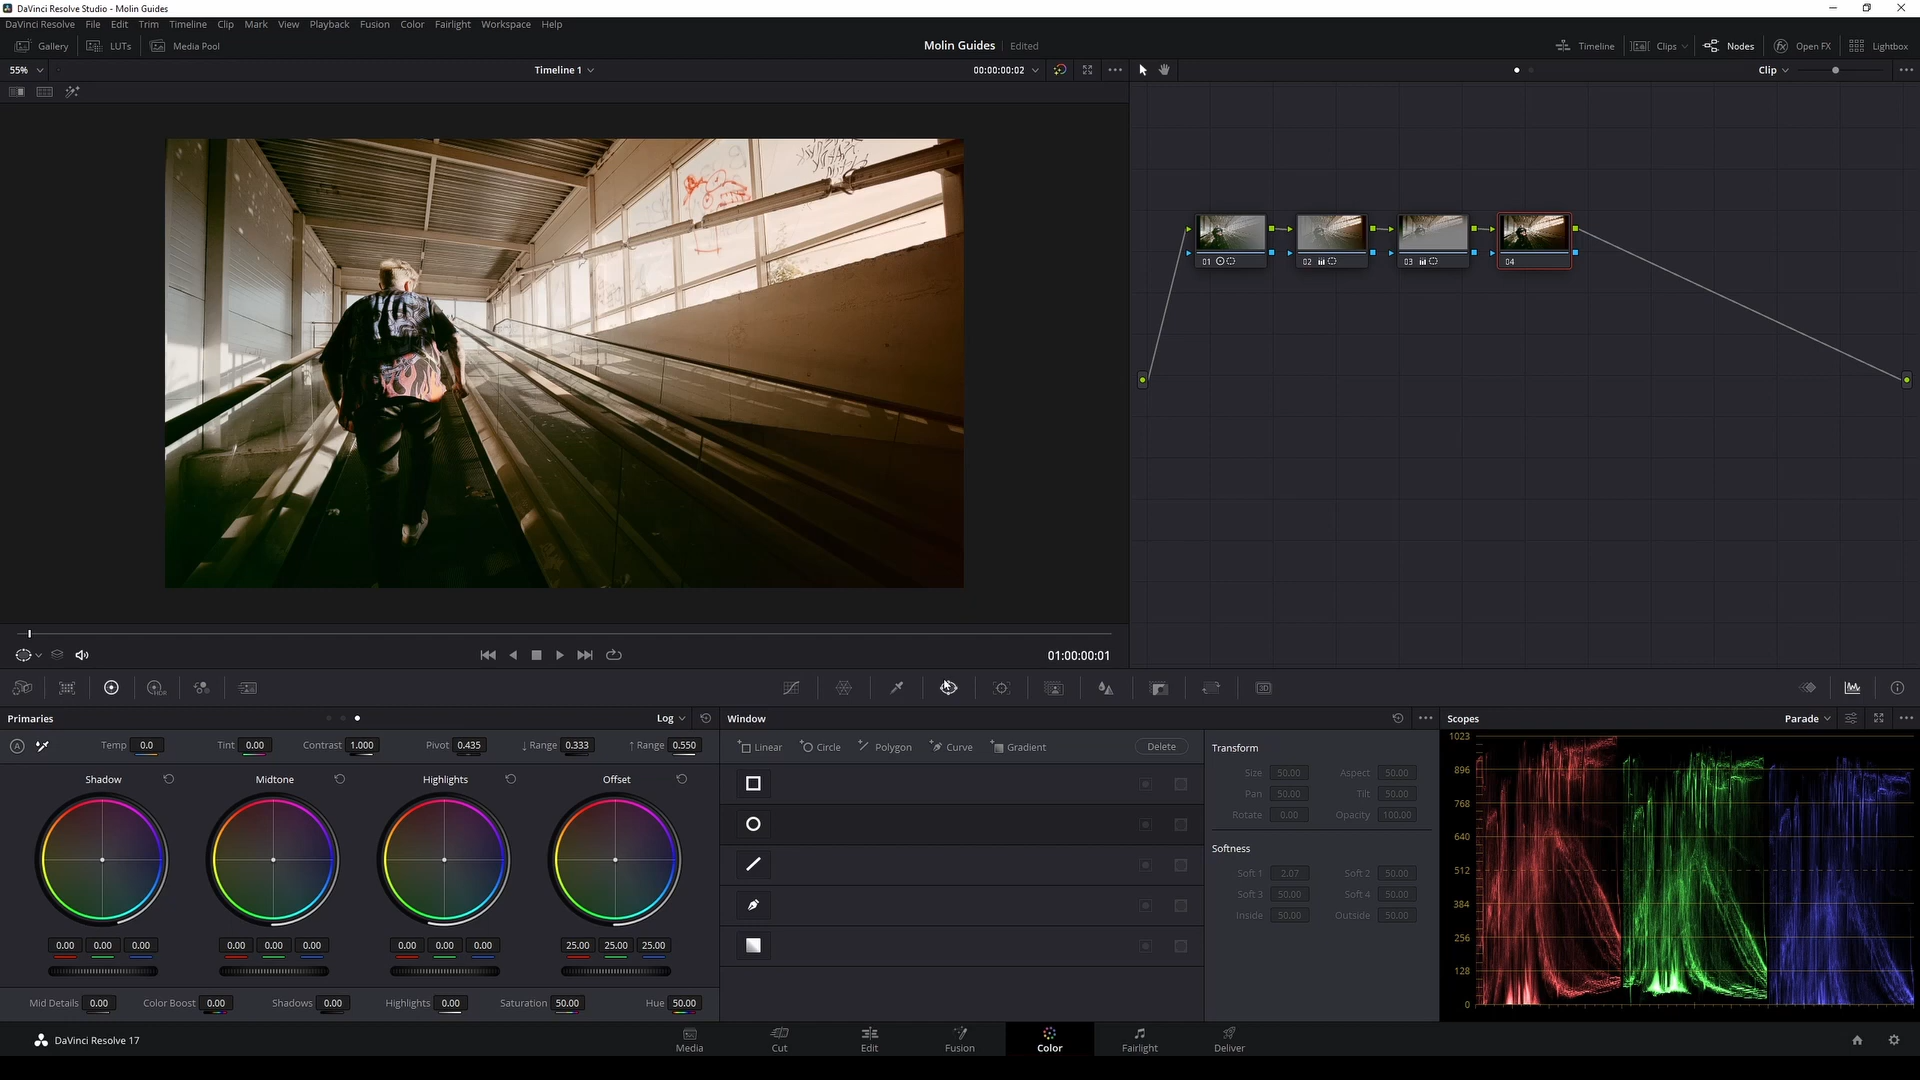 DaVinci Resolve Studio - Molin Guides
DaVinci Resolve File Edit Trim Timeline Clip Mark View Playback Fusion Color Fairlight Workspace Help
Gallery LUTs Media Pool Molin Guides Edited Timeline Clips Nodes Open FX Lightbox
55% Timeline 1 00:00:00:02 Clip
01 02 03 04
01:00:00:01
Primaries Log
Temp 0.0 Tint 0.00 Contrast 1.000 Pivot 0.435 ↓ Range 0.333 ↑ Range 0.550
Shadow Midtone Highlights Offset
0.00 0.00 0.00 0.00 0.00 0.00 0.00 0.00 0.00 25.00 25.00 25.00
Mid Details 0.00 Color Boost 0.00 Shadows 0.00 Highlights 0.00 Saturation 50.00 Hue 50.00
Window
Linear Circle Polygon Curve Gradient Delete
Transform
Size 50.00 Aspect 50.00
Pan 50.00 Tilt 50.00
Rotate 0.00 Opacity 100.00
Softness
Soft 1 2.07 Soft 2 50.00
Soft 3 50.00 Soft 4 50.00
Inside 50.00 Outside 50.00
Scopes Parade
1023
896
768
640
512
384
256
128
0
DaVinci Resolve 17 Media Cut Edit Fusion Color Fairlight Deliver